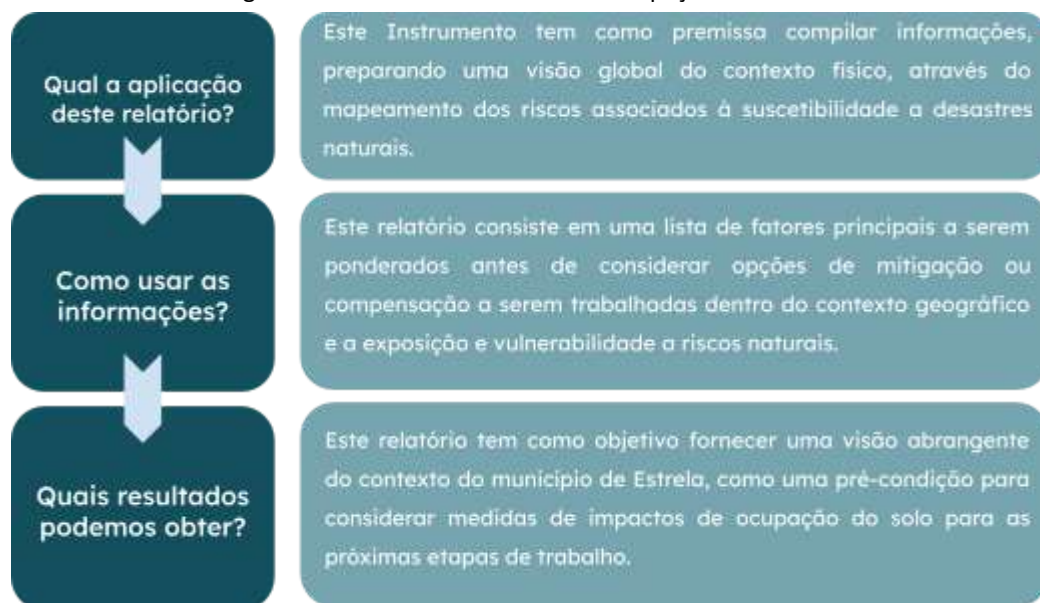 Qual a aplicação
deste relatório?
Este Instrumento tem como premissa compilar informações,
preparando uma visão global do contexto físico, através do
mapeamento dos riscos associados à suscetibilidade a desastres
naturais.
Como usar as
informações?
Este relatório consiste em uma lista de fatores principais a serem
ponderados antes de considerar opções de mitigação ou
compensação a serem trabalhadas dentro do contexto geográfico
e a exposição e vulnerabilidade a riscos naturais.
Quais resultados
podemos obter?
Este relatório tem como objetivo fornecer uma visão abrangente
do contexto do município de Estrela, como uma pré-condição para
considerar medidas de impactos de ocupação do solo para as
próximas etapas de trabalho.